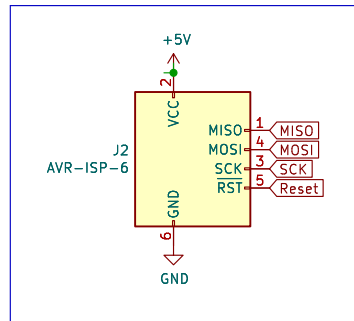 +5V
2
VCC
J2
AVR-ISP-6
MISO 1 MISO
MOSI 4 MOSI
SCK 3 SCK
RST 5 Reset
GND
6
GND